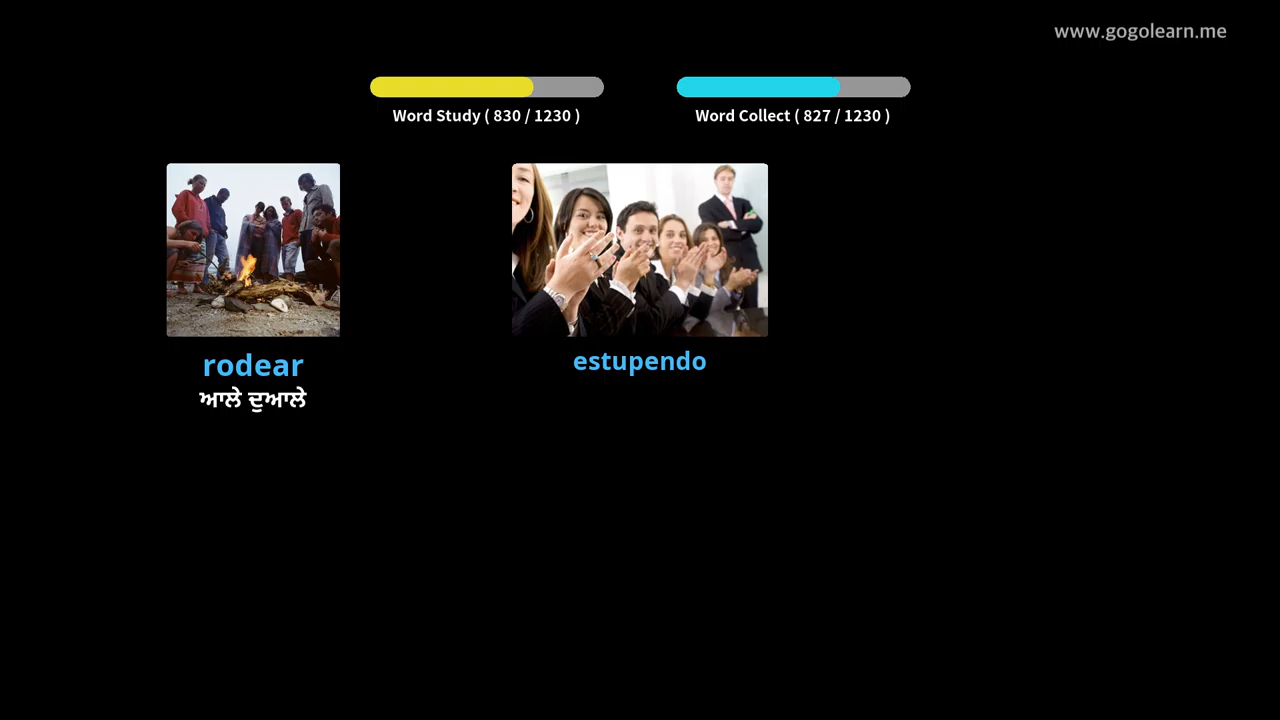 www.gogolearn.me
Word Study ( 830 / 1230 )
Word Collect ( 827 / 1230 )
rodear
ਆਲੇ ਦੁਆਲੇ
estupendo